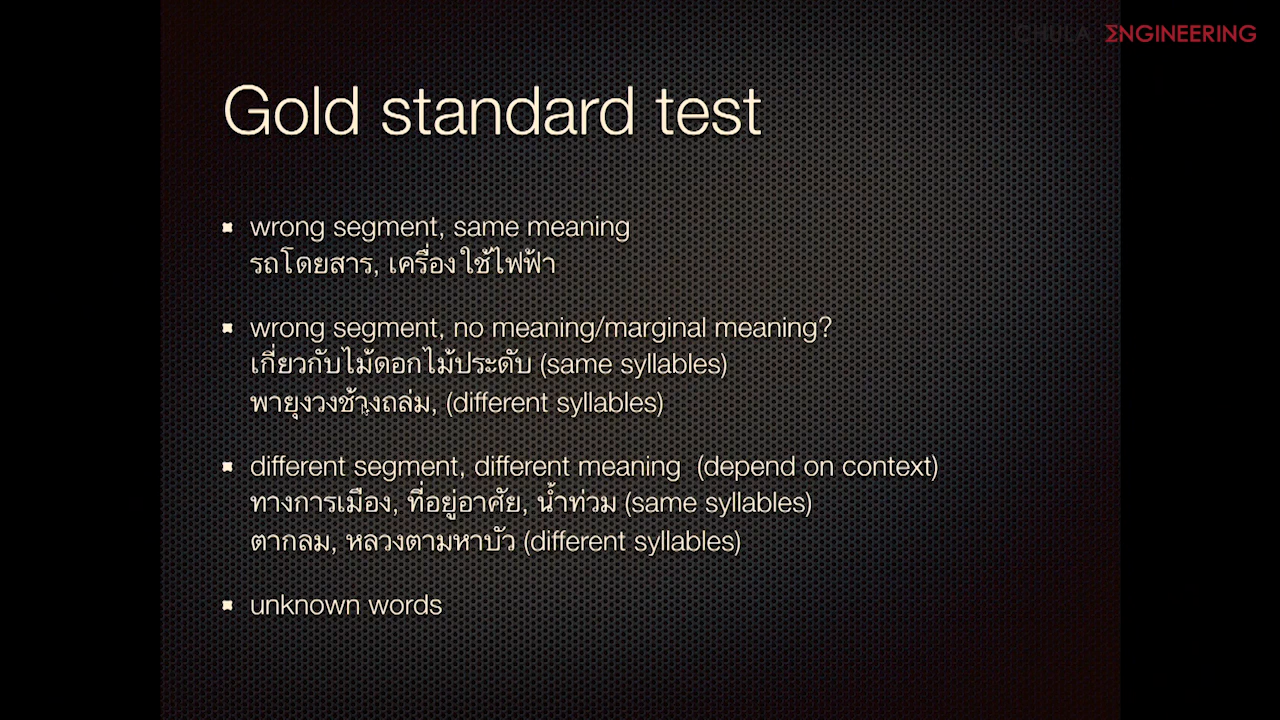 CHULA ΣNGINEERING
Gold standard test
wrong segment, same meaning
รถโดยสาร, เครื่องใช้ไฟฟ้า
wrong segment, no meaning/marginal meaning?
เกี่ยวกับไม้ดอกไม้ประดับ (same syllables)
พายุงวงช้างถล่ม, (different syllables)
different segment, different meaning (depend on context)
ทางการเมือง, ที่อยู่อาศัย, น้ำท่วม (same syllables)
ตากลม, หลวงตามหาบัว (different syllables)
unknown words